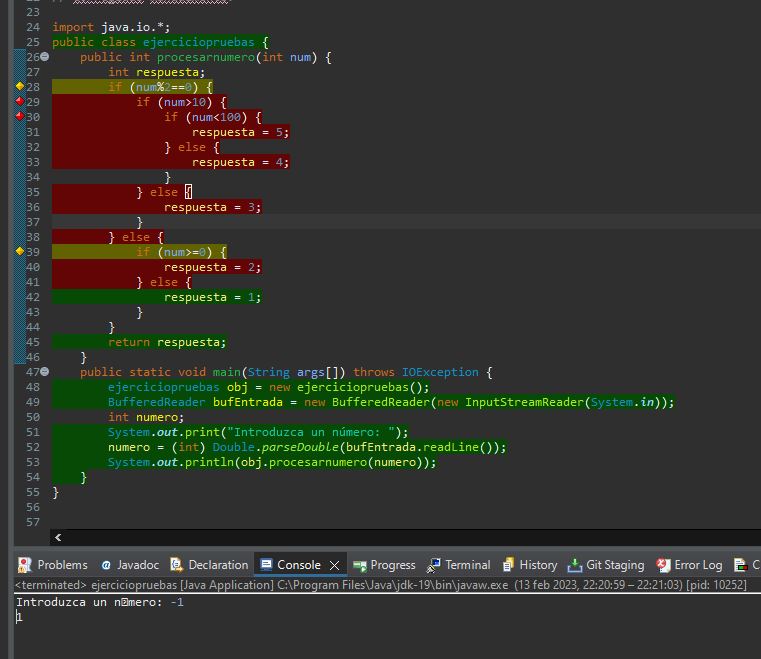 23
24 import java.io.*;
25 public class ejerciciopruebas {
26 public int procesarnumero(int num) {
27 int respuesta;
28 if (num%2==0) {
29 if (num>10) {
30 if (num<100) {
31 respuesta = 5;
32 } else {
33 respuesta = 4;
34 }
35 } else {
36 respuesta = 3;
37 }
38 } else {
39 if (num>=0) {
40 respuesta = 2;
41 } else {
42 respuesta = 1;
43 }
44 }
45 return respuesta;
46 }
47 public static void main(String args[]) throws IOException {
48 ejerciciopruebas obj = new ejerciciopruebas();
49 BufferedReader bufEntrada = new BufferedReader(new InputStreamReader(System.in));
50 int numero;
51 System.out.print("Introduzca un número: ");
52 numero = (int) Double.parseDouble(bufEntrada.readLine());
53 System.out.println(obj.procesarnumero(numero));
54 }
55 }
56
57
Problems @ Javadoc Declaration Console Progress Terminal History Git Staging Error Log C
<terminated> ejerciciopruebas [Java Application] C:\Program Files\Java\jdk-19\bin\javaw.exe (13 feb 2023, 22:20:59 – 22:21:03) [pid: 10252]
Introduzca un n�mero: -1
1